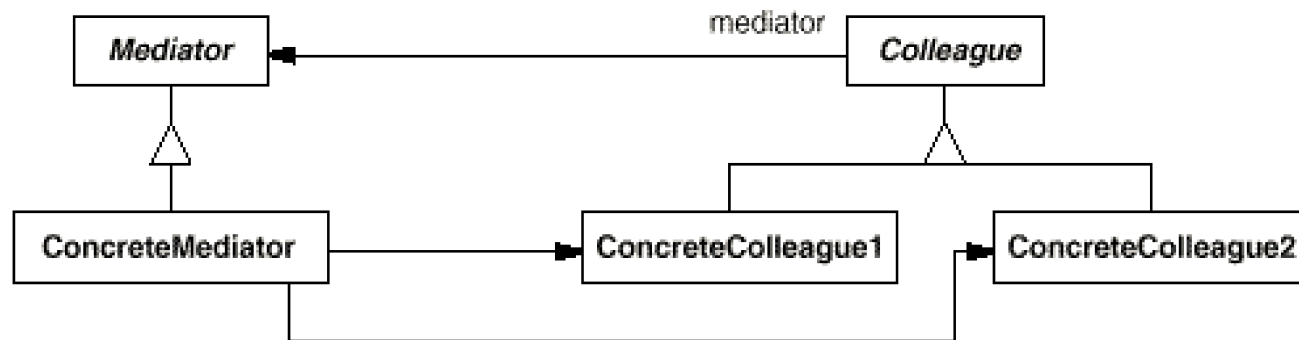 mediator
Mediator
Colleague
ConcreteMediator
ConcreteColleague1
ConcreteColleague2